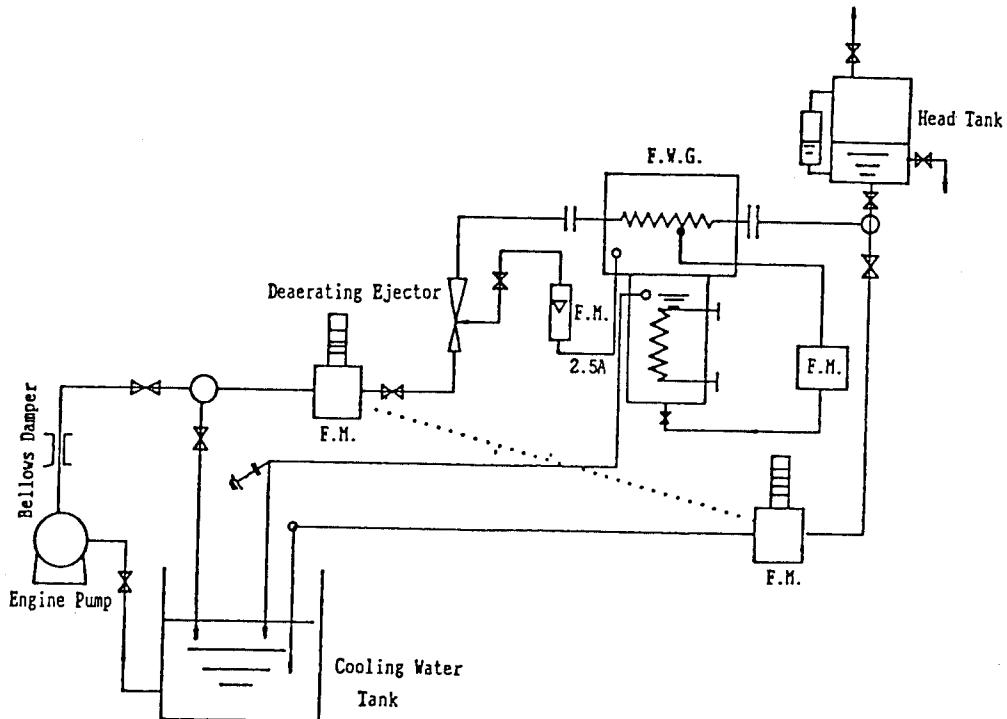 Head Tank
F.W.G.
Deaerating Ejector
F.M.
2.5A
F.M.
F.M.
Bellows Damper
F.M.
Engine Pump
Cooling Water
Tank